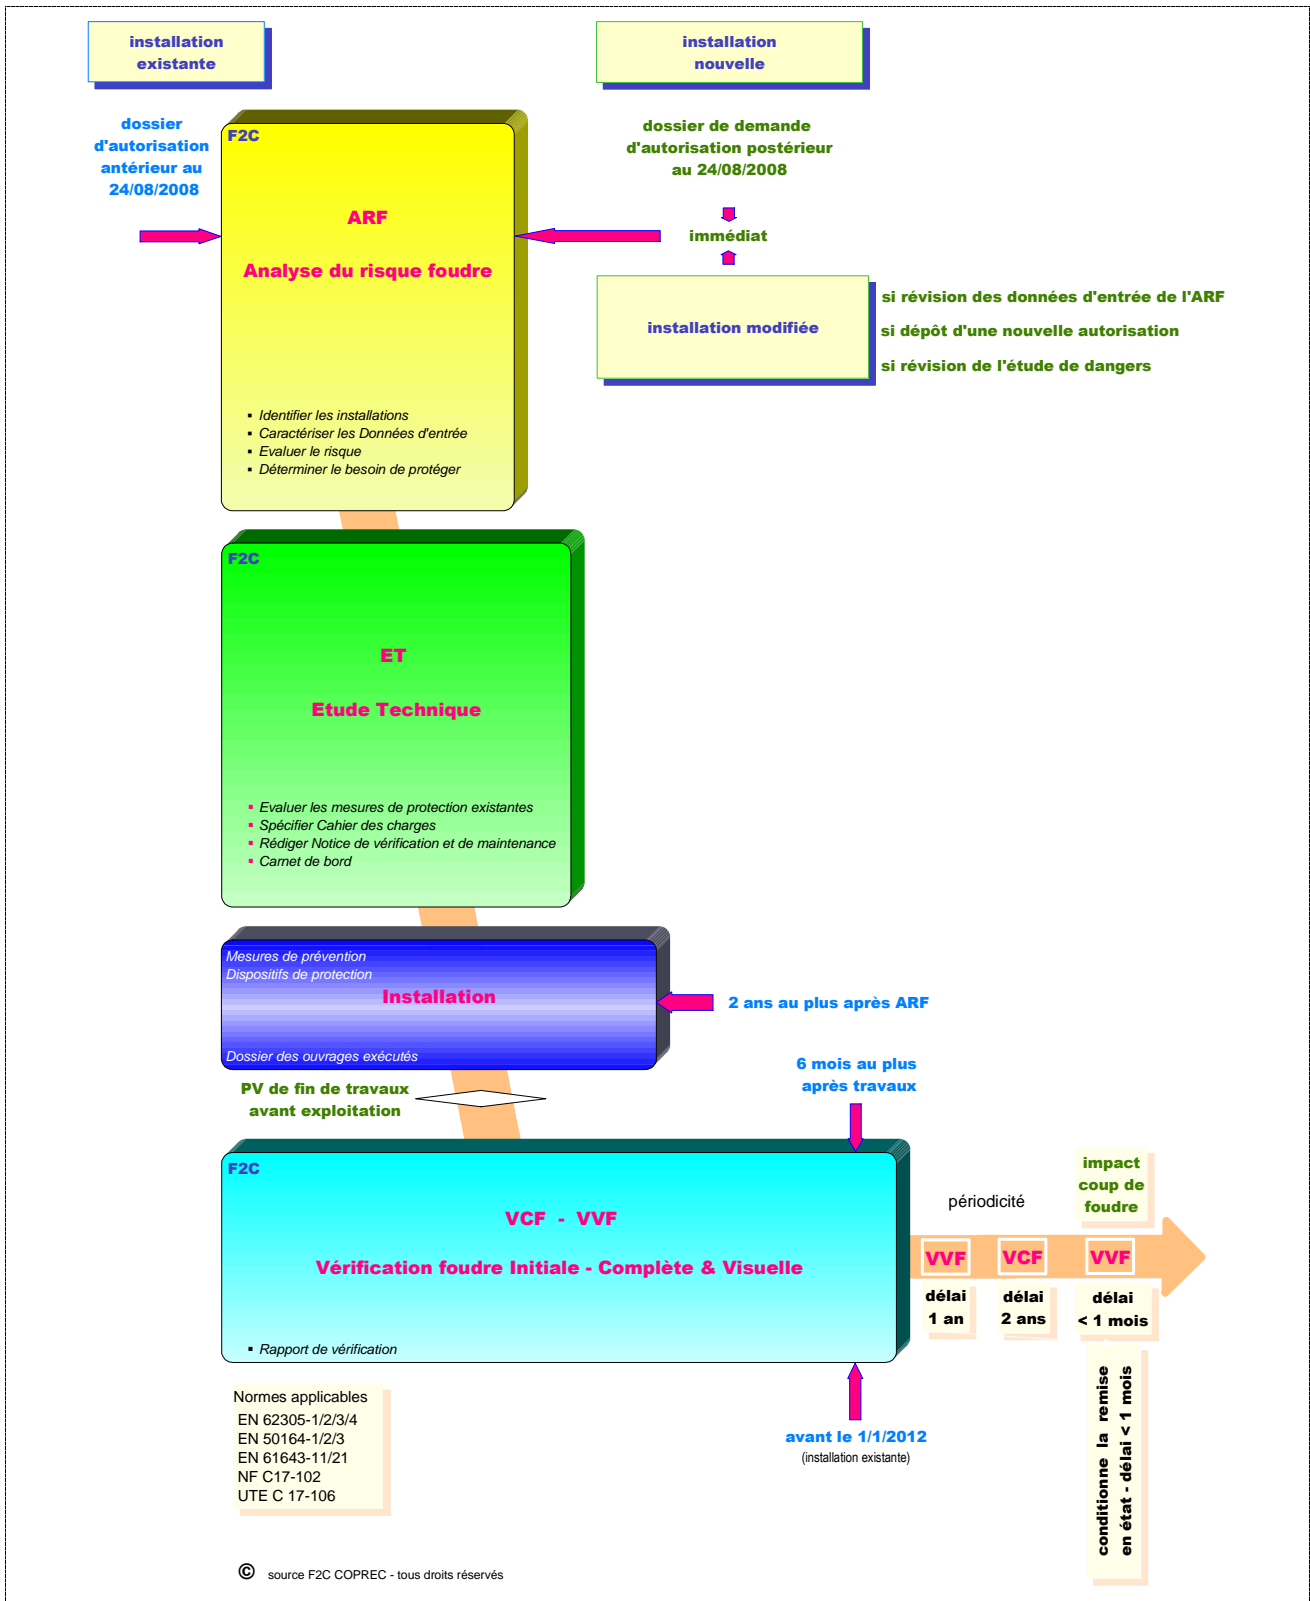 installation
existante
installation
nouvelle
dossier
d'autorisation
antérieur au
24/08/2008
dossier de demande
d'autorisation postérieur
au 24/08/2008
immédiat
installation modifiée
si révision des données d'entrée de l'ARF
si dépôt d'une nouvelle autorisation
si révision de l'étude de dangers
F2C
ARF
Analyse du risque foudre
▪ Identifier les installations
▪ Caractériser les Données d'entrée
▪ Evaluer le risque
▪ Déterminer le besoin de protéger
F2C
ET
Etude Technique
▪ Evaluer les mesures de protection existantes
▪ Spécifier Cahier des charges
▪ Rédiger Notice de vérification et de maintenance
▪ Carnet de bord
Mesures de prévention
Dispositifs de protection
Installation
Dossier des ouvrages exécutés
2 ans au plus après ARF
PV de fin de travaux
avant exploitation
6 mois au plus
après travaux
F2C
VCF - VVF
Vérification foudre Initiale - Complète & Visuelle
▪ Rapport de vérification
périodicité
impact
coup de
foudre
VVF
VCF
VVF
délai
1 an
délai
2 ans
délai
< 1 mois
conditionne la remise
en état - délai < 1 mois
avant le 1/1/2012
(installation existante)
Normes applicables
EN 62305-1/2/3/4
EN 50164-1/2/3
EN 61643-11/21
NF C17-102
UTE C 17-106
© source F2C COPREC - tous droits réservés